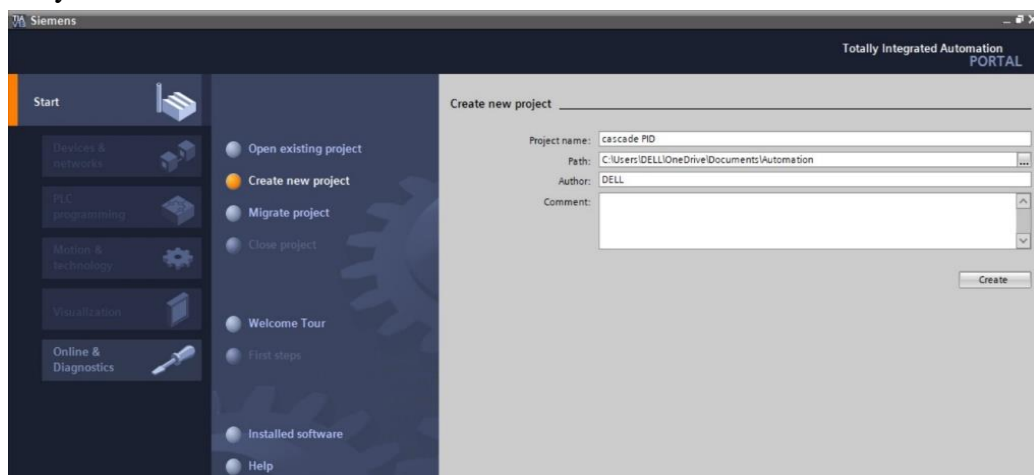 Siemens
Totally Integrated Automation
PORTAL
Start
Devices &
networks
PLC
programming
Motion &
technology
Visualization
Online &
Diagnostics
Open existing project
Create new project
Migrate project
Close project
Welcome Tour
First steps
Installed software
Help
Create new project
Project name: cascade PID
Path: C:\Users\DELL\OneDrive\Documents\Automation ...
Author: DELL
Comment:
Create